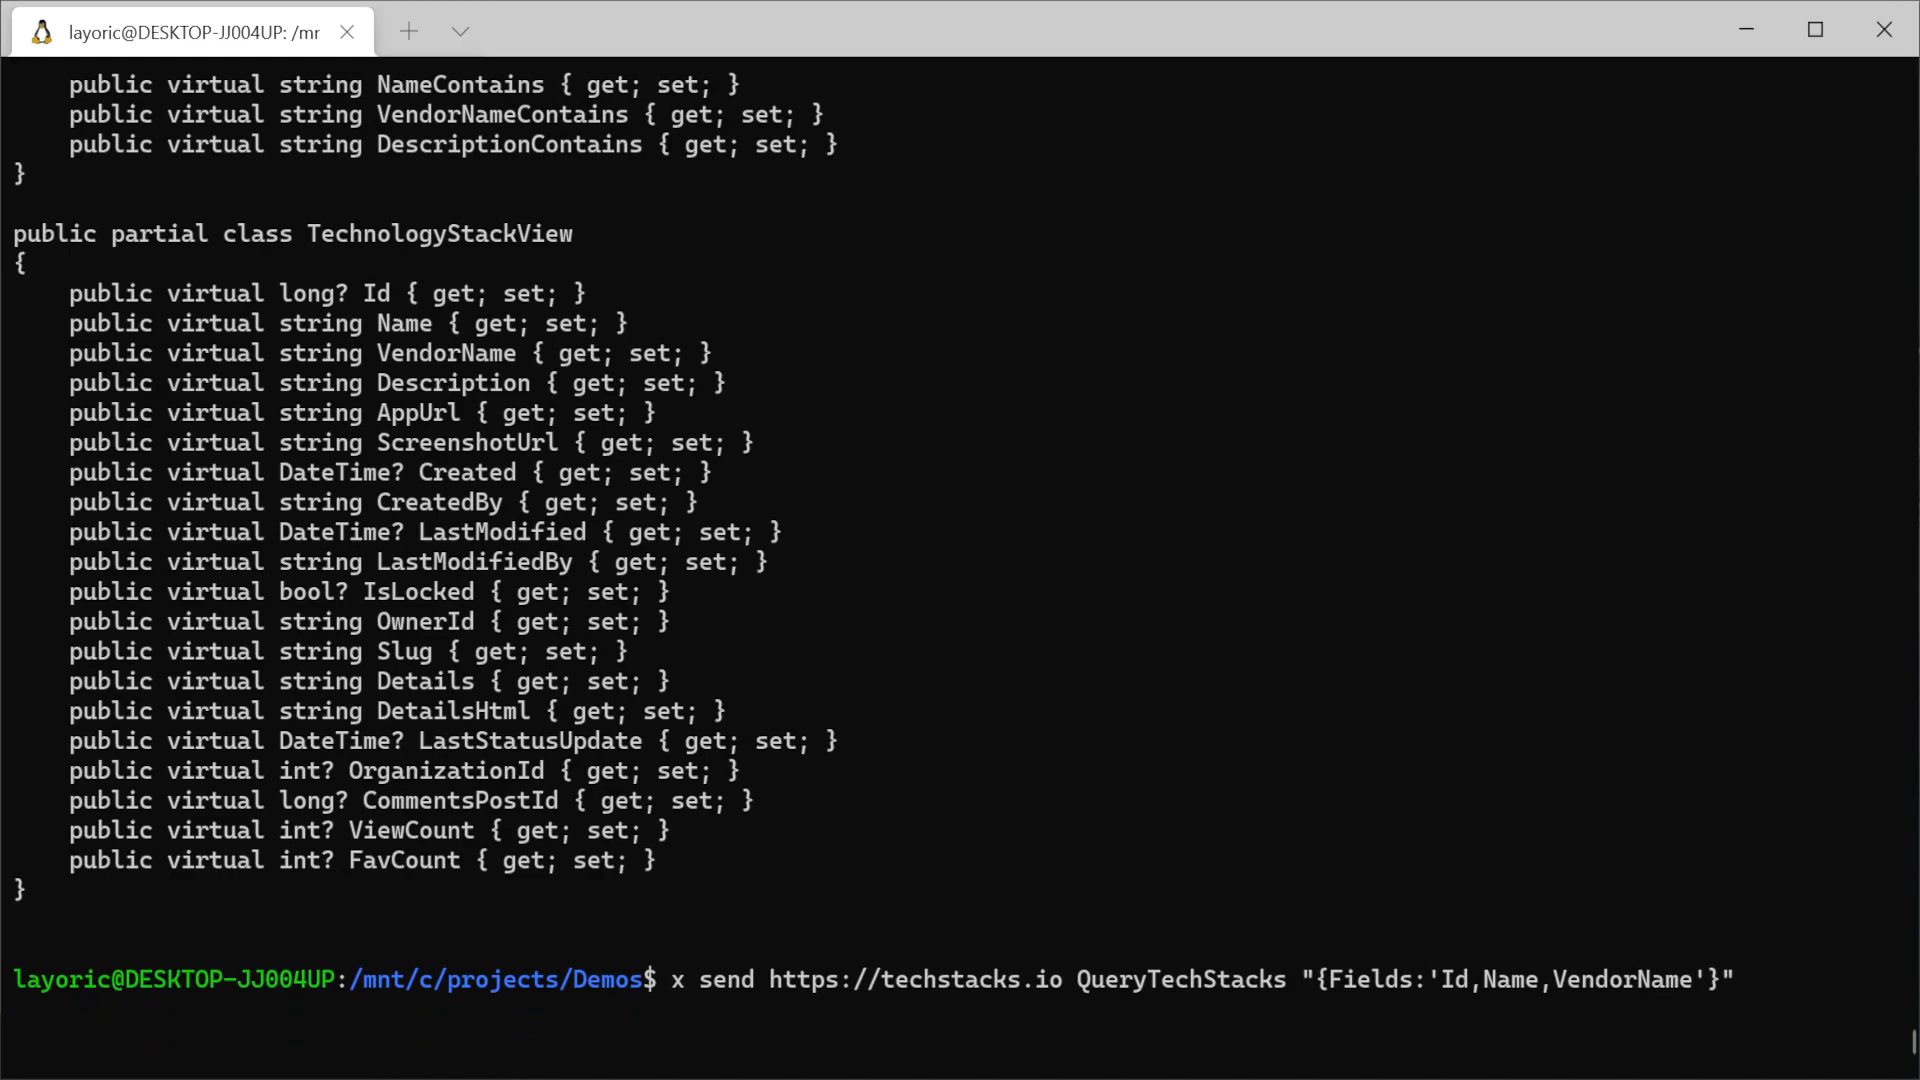 layoric@DESKTOP-JJ004UP: /mr
    public virtual string NameContains { get; set; }
    public virtual string VendorNameContains { get; set; }
    public virtual string DescriptionContains { get; set; }
}
public partial class TechnologyStackView
{
    public virtual long? Id { get; set; }
    public virtual string Name { get; set; }
    public virtual string VendorName { get; set; }
    public virtual string Description { get; set; }
    public virtual string AppUrl { get; set; }
    public virtual string ScreenshotUrl { get; set; }
    public virtual DateTime? Created { get; set; }
    public virtual string CreatedBy { get; set; }
    public virtual DateTime? LastModified { get; set; }
    public virtual string LastModifiedBy { get; set; }
    public virtual bool? IsLocked { get; set; }
    public virtual string OwnerId { get; set; }
    public virtual string Slug { get; set; }
    public virtual string Details { get; set; }
    public virtual string DetailsHtml { get; set; }
    public virtual DateTime? LastStatusUpdate { get; set; }
    public virtual int? OrganizationId { get; set; }
    public virtual long? CommentsPostId { get; set; }
    public virtual int? ViewCount { get; set; }
    public virtual int? FavCount { get; set; }
}
layoric@DESKTOP-JJ004UP:/mnt/c/projects/Demos$ x send https://techstacks.io QueryTechStacks "{Fields:'Id,Name,VendorName'}"